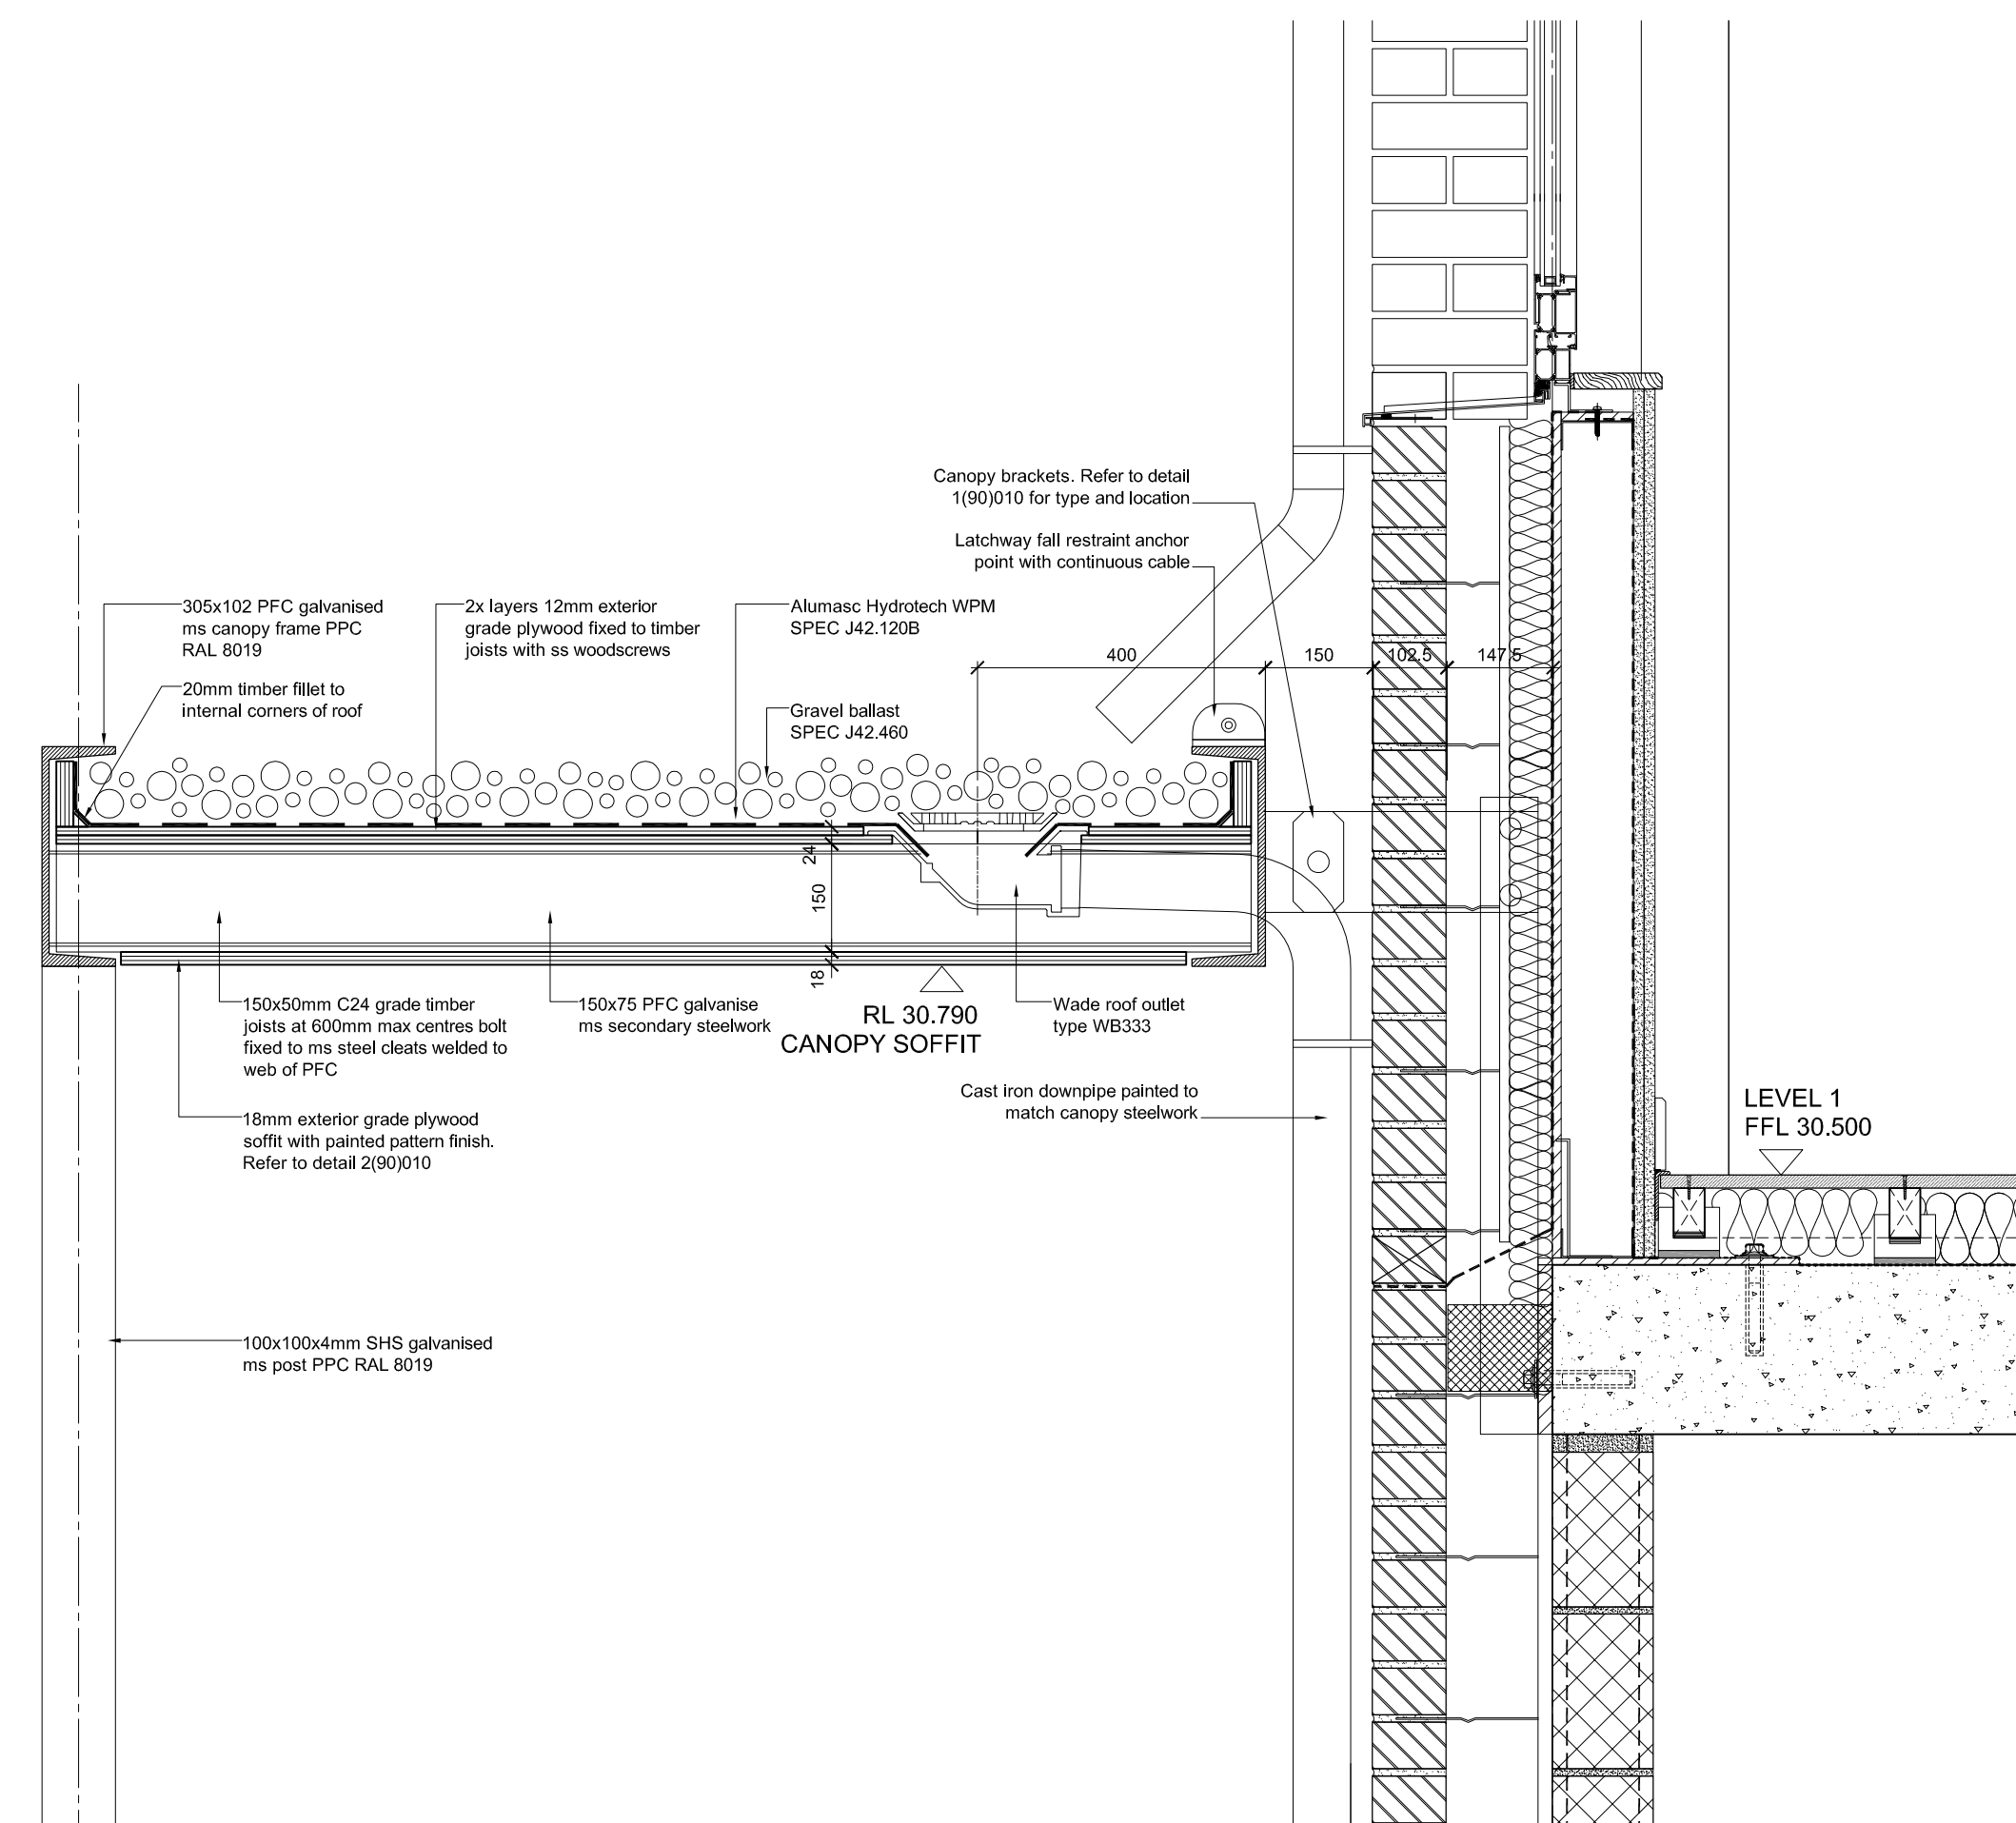 Canopy brackets. Refer to detail
1(90)010 for type and location
Latchway fall restraint anchor
point with continuous cable
305x102 PFC galvanised
ms canopy frame PPC
RAL 8019
2x layers 12mm exterior
grade plywood fixed to timber
joists with ss woodscrews
Alumasc Hydrotech WPM
SPEC J42.120B
400
150
102.5
147.5
20mm timber fillet to
internal corners of roof
Gravel ballast
SPEC J42.460
24
150
18
150x50mm C24 grade timber
joists at 600mm max centres bolt
fixed to ms steel cleats welded to
web of PFC
150x75 PFC galvanise
ms secondary steelwork
RL 30.790
CANOPY SOFFIT
Wade roof outlet
type WB333
Cast iron downpipe painted to
match canopy steelwork
18mm exterior grade plywood
soffit with painted pattern finish.
Refer to detail 2(90)010
LEVEL 1
FFL 30.500
100x100x4mm SHS galvanised
ms post PPC RAL 8019